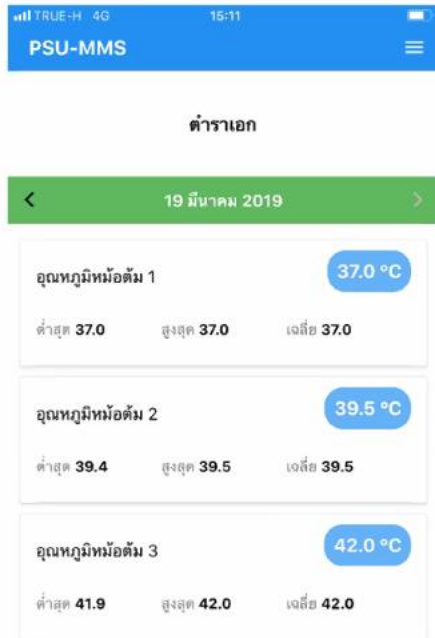 TRUE-H 4G 15:11
PSU-MMS
ตำราเอก
19 มีนาคม 2019
อุณหภูมิหม้อต้ม 1 37.0 °C
ต่ำสุด 37.0 สูงสุด 37.0 เฉลี่ย 37.0
อุณหภูมิหม้อต้ม 2 39.5 °C
ต่ำสุด 39.4 สูงสุด 39.5 เฉลี่ย 39.5
อุณหภูมิหม้อต้ม 3 42.0 °C
ต่ำสุด 41.9 สูงสุด 42.0 เฉลี่ย 42.0